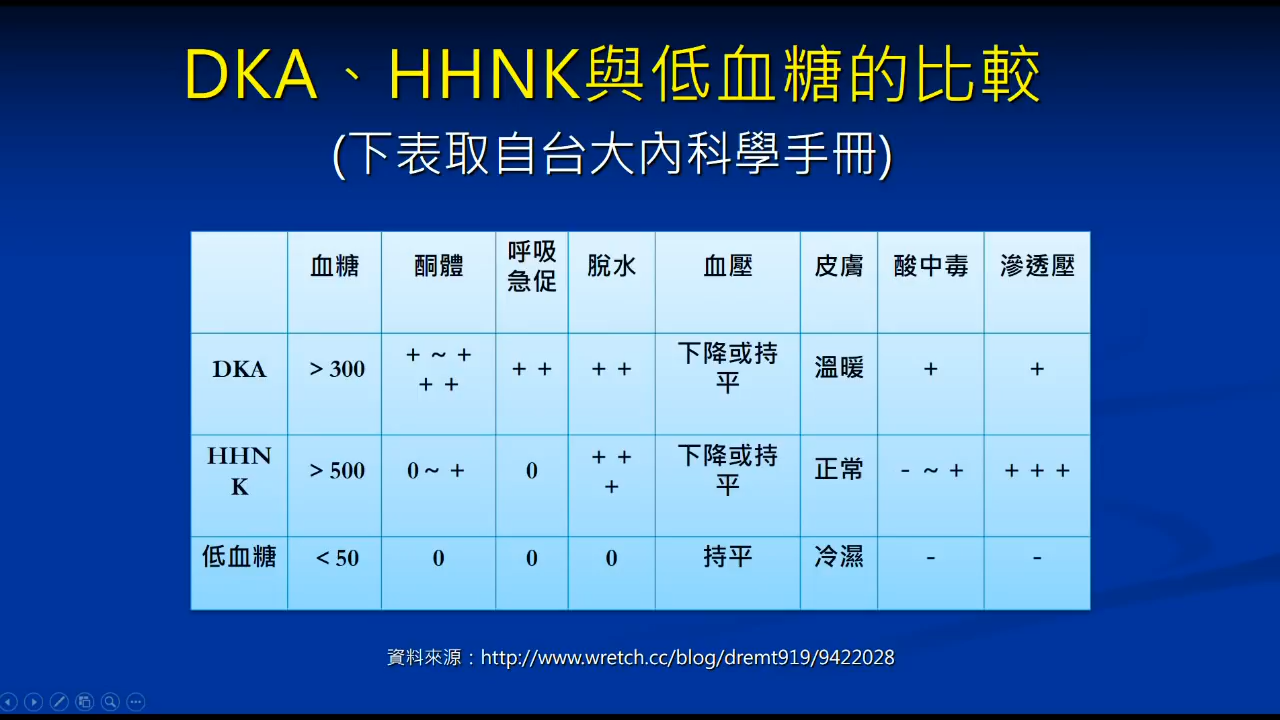 DKA、HHNK與低血糖的比較
(下表取自台大內科學手冊)
血糖 酮體 呼吸急促 脫水 血壓 皮膚 酸中毒 滲透壓
DKA > 300 + ~ + + + + + + + 下降或持平 溫暖 + +
HHNK > 500 0 ~ + 0 + + + 下降或持平 正常 - ~ + + + +
低血糖 < 50 0 0 0 持平 冷濕 - -
資料來源：http://www.wretch.cc/blog/dremt919/9422028